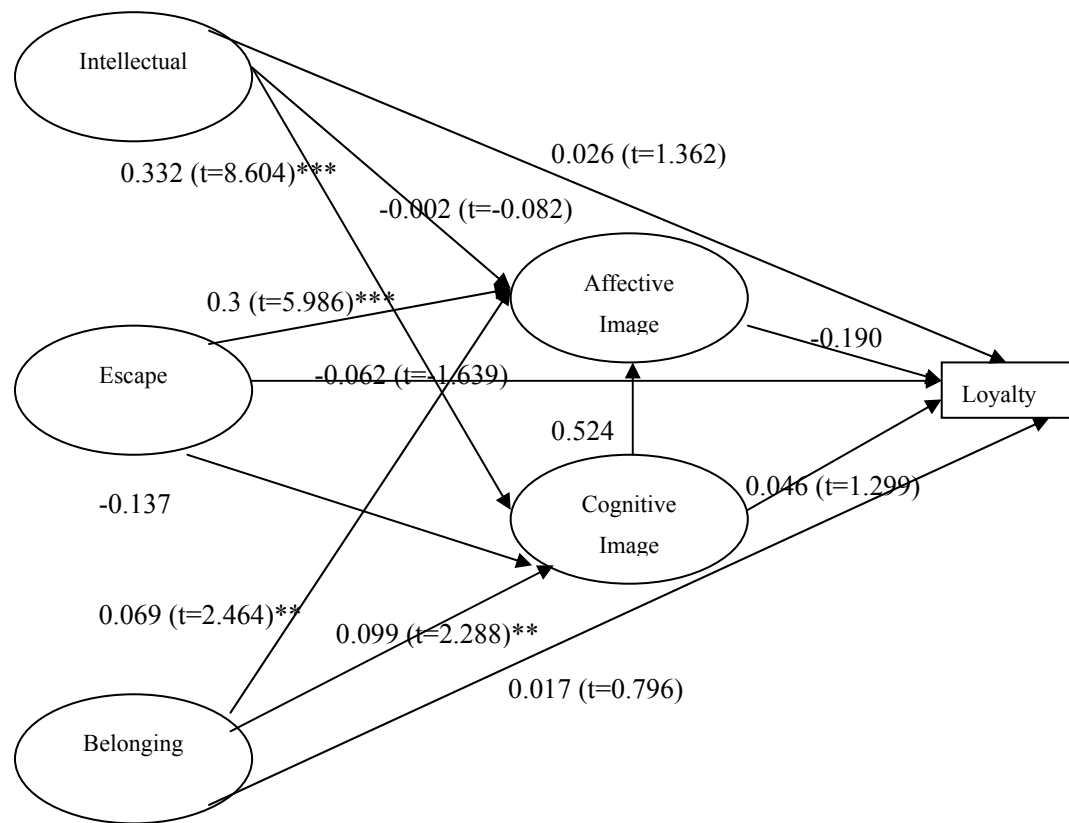 Intellectual
0.026 (t=1.362)
0.332 (t=8.604)***
-0.002 (t=-0.082)
Affective
Image
0.3 (t=5.986)***
-0.190
Escape
-0.062 (t=-1.639)
Loyalty
0.524
0.046 (t=1.299)
-0.137
Cognitive
Image
0.069 (t=2.464)**
0.099 (t=2.288)**
0.017 (t=0.796)
Belonging